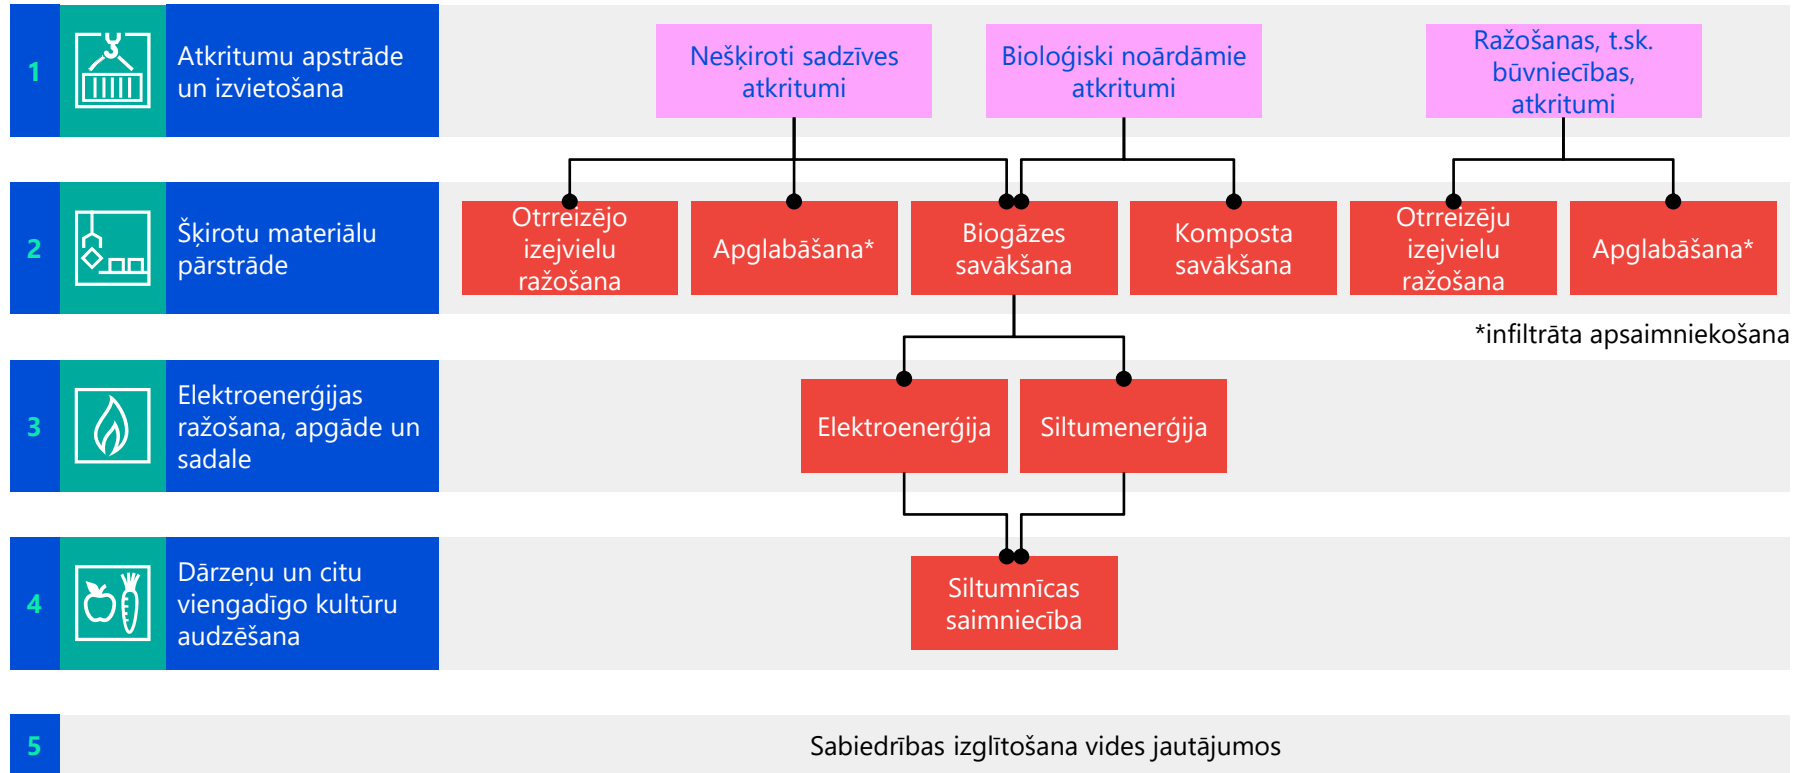 1
Atkritumu apstrāde
un izvietošana
Nešķiroti sadzīves
atkritumi
Bioloģiski noārdāmie
atkritumi
Ražošanas, t.sk.
būvniecības,
atkritumi
2
Šķirotu materiālu
pārstrāde
Otrreizējo
izejvielu
ražošana
Apglabāšana*
Biogāzes
savākšana
Komposta
savākšana
Otrreizēju
izejvielu
ražošana
Apglabāšana*
*infiltrāta apsaimniekošana
3
Elektroenerģijas
ražošana, apgāde un
sadale
Elektroenerģija
Siltumenerģija
4
Dārzeņu un citu
viengadīgo kultūru
audzēšana
Siltumnīcas
saimniecība
5
Sabiedrības izglītošana vides jautājumos